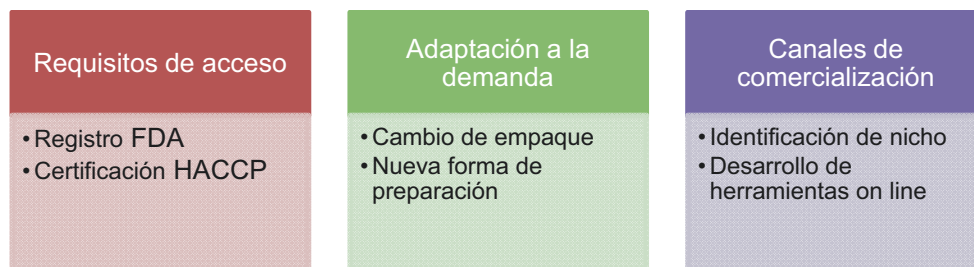 Requisitos de acceso
• Registro FDA
• Certificación HACCP
Adaptación a la
demanda
• Cambio de empaque
• Nueva forma de
preparación
Canales de
comercialización
• Identificación de nicho
• Desarrollo de
herramientas on line